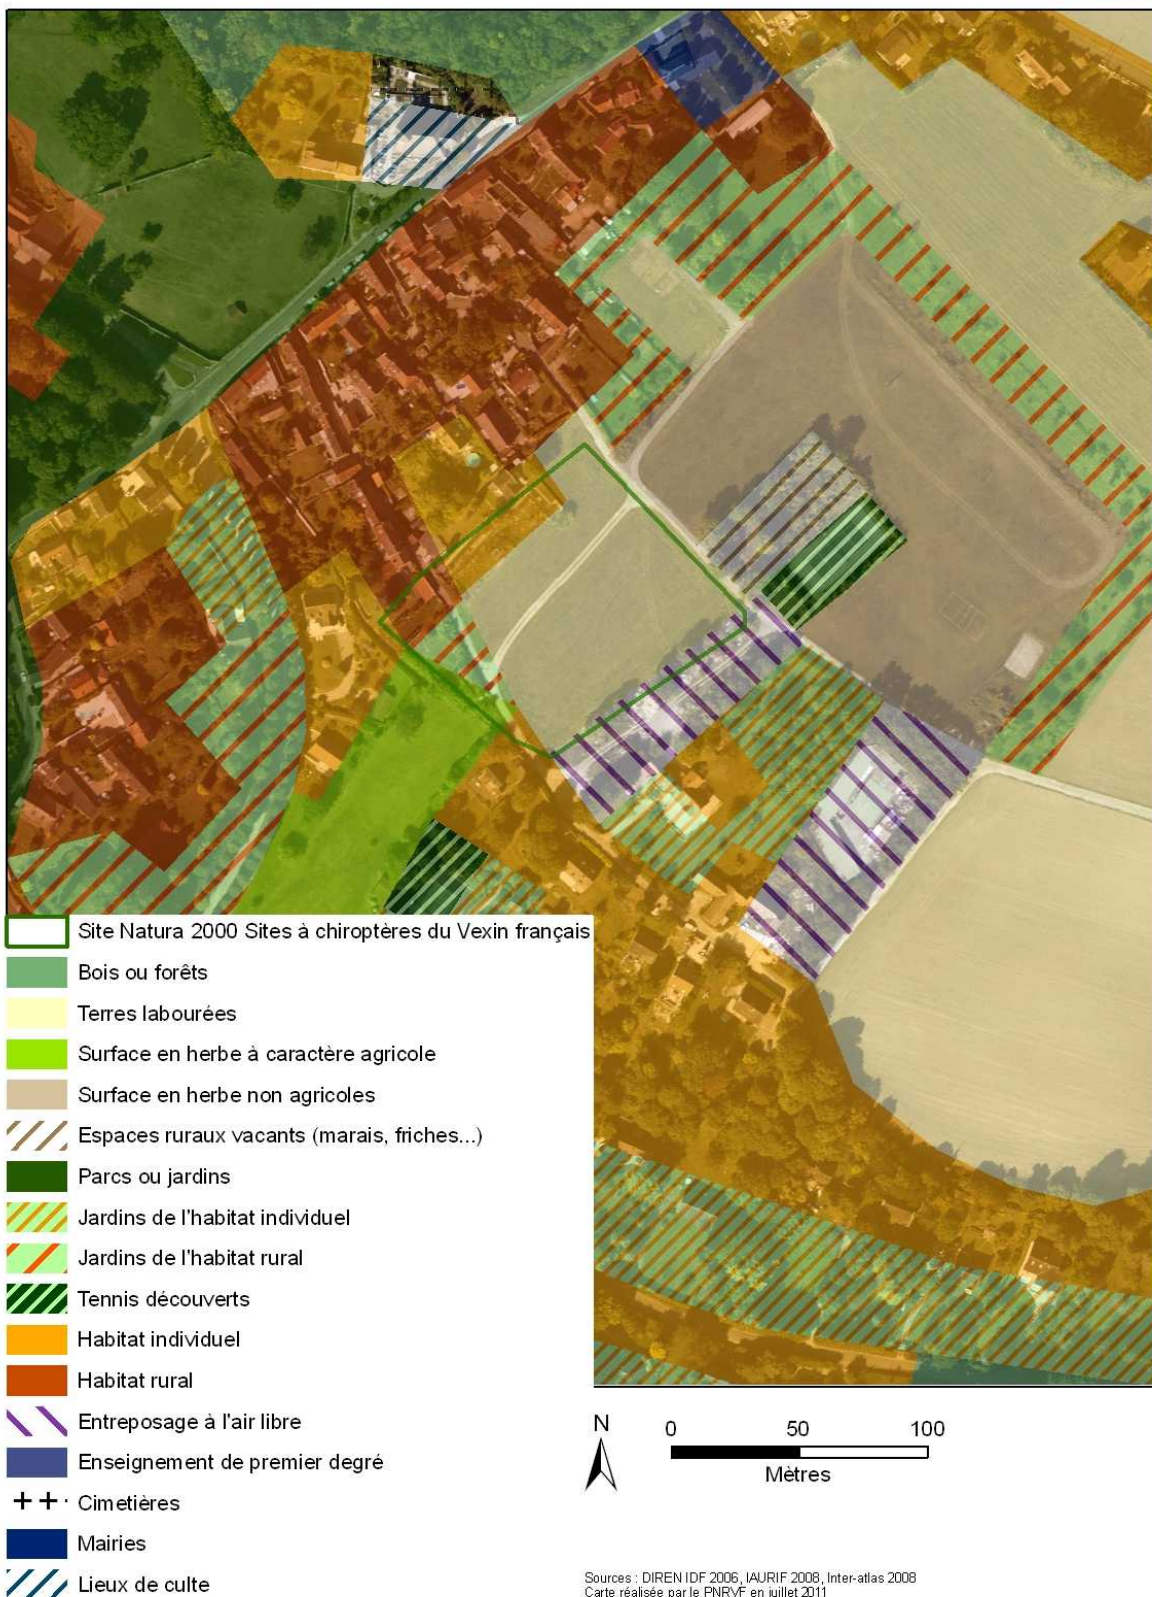 Site Natura 2000 Sites à chiroptères du Vexin français
Bois ou forêts
Terres labourées
Surface en herbe à caractère agricole
Surface en herbe non agricoles
Espaces ruraux vacants (marais, friches...)
Parcs ou jardins
Jardins de l'habitat individuel
Jardins de l'habitat rural
Tennis découverts
Habitat individuel
Habitat rural
Entreposage à l'air libre
Enseignement de premier degré
Cimetières
Mairies
Lieux de culte
N
0 50 100
Mètres
Sources : DIREN IDF 2006, IAURIF 2008, Inter-atlas 2008
Carte réalisée par le PNRVF en juillet 2011